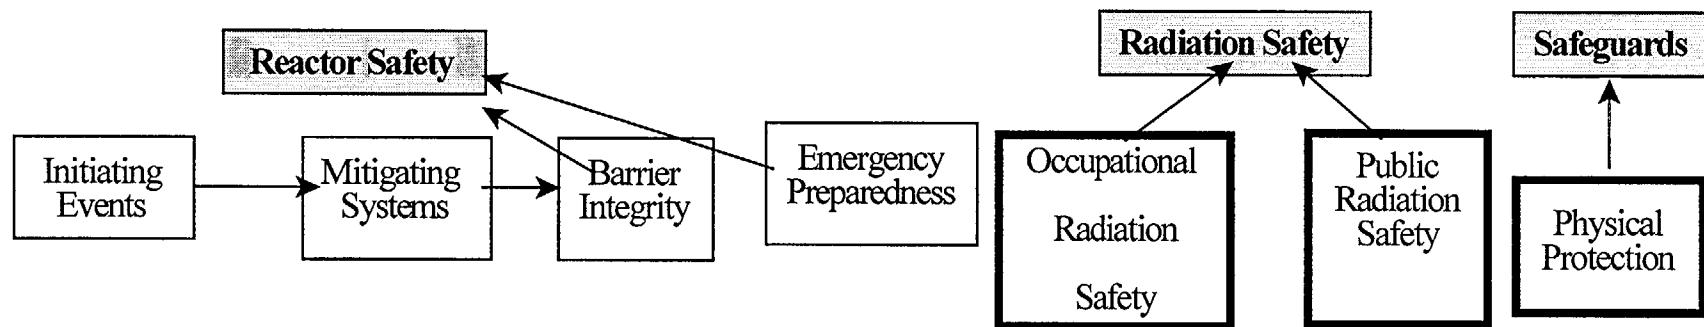 Reactor Safety
Radiation Safety
Safeguards
Initiating
Events
Mitigating
Systems
Barrier
Integrity
Emergency
Preparedness
Occupational
Radiation
Safety
Public
Radiation
Safety
Physical
Protection